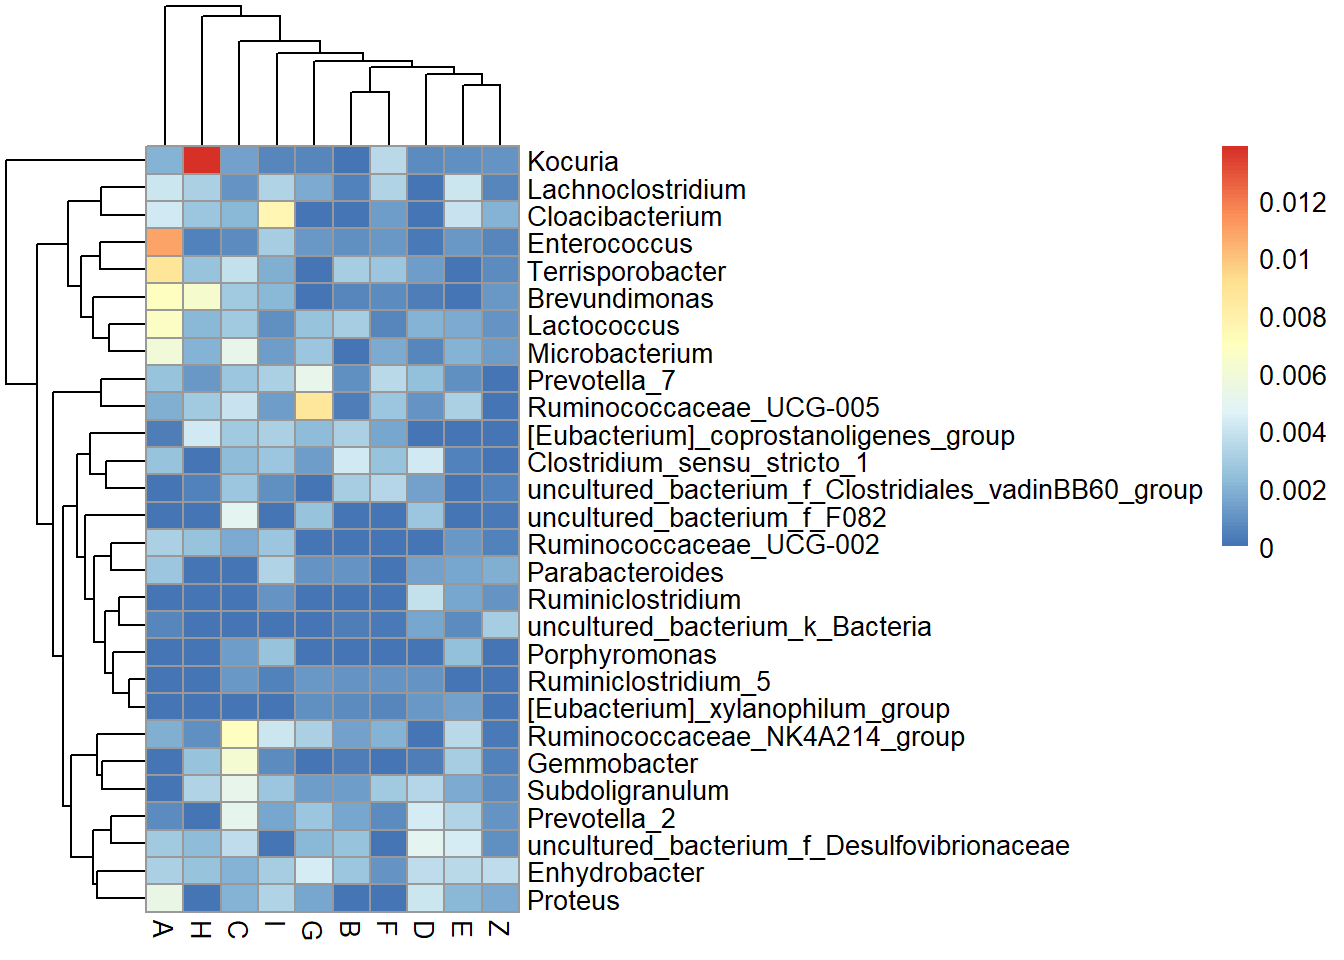 Kocuria
Lachnoclostridium
Cloacibacterium
Enterococcus
Terrisporobacter
Brevundimonas
Lactococcus
Microbacterium
Prevotella_7
Ruminococcaceae_UCG-005
[Eubacterium]_coprostanoligenes_group
Clostridium_sensu_stricto_1
uncultured_bacterium_f_Clostridiales_vadinBB60_group
uncultured_bacterium_f_F082
Ruminococcaceae_UCG-002
Parabacteroides
Ruminiclostridium
uncultured_bacterium_k_Bacteria
Porphyromonas
Ruminiclostridium_5
[Eubacterium]_xylanophilum_group
Ruminococcaceae_NK4A214_group
Gemmobacter
Subdoligranulum
Prevotella_2
uncultured_bacterium_f_Desulfovibrionaceae
Enhydrobacter
Proteus
A H C I G B F D E Z
0.012
0.01
0.008
0.006
0.004
0.002
0